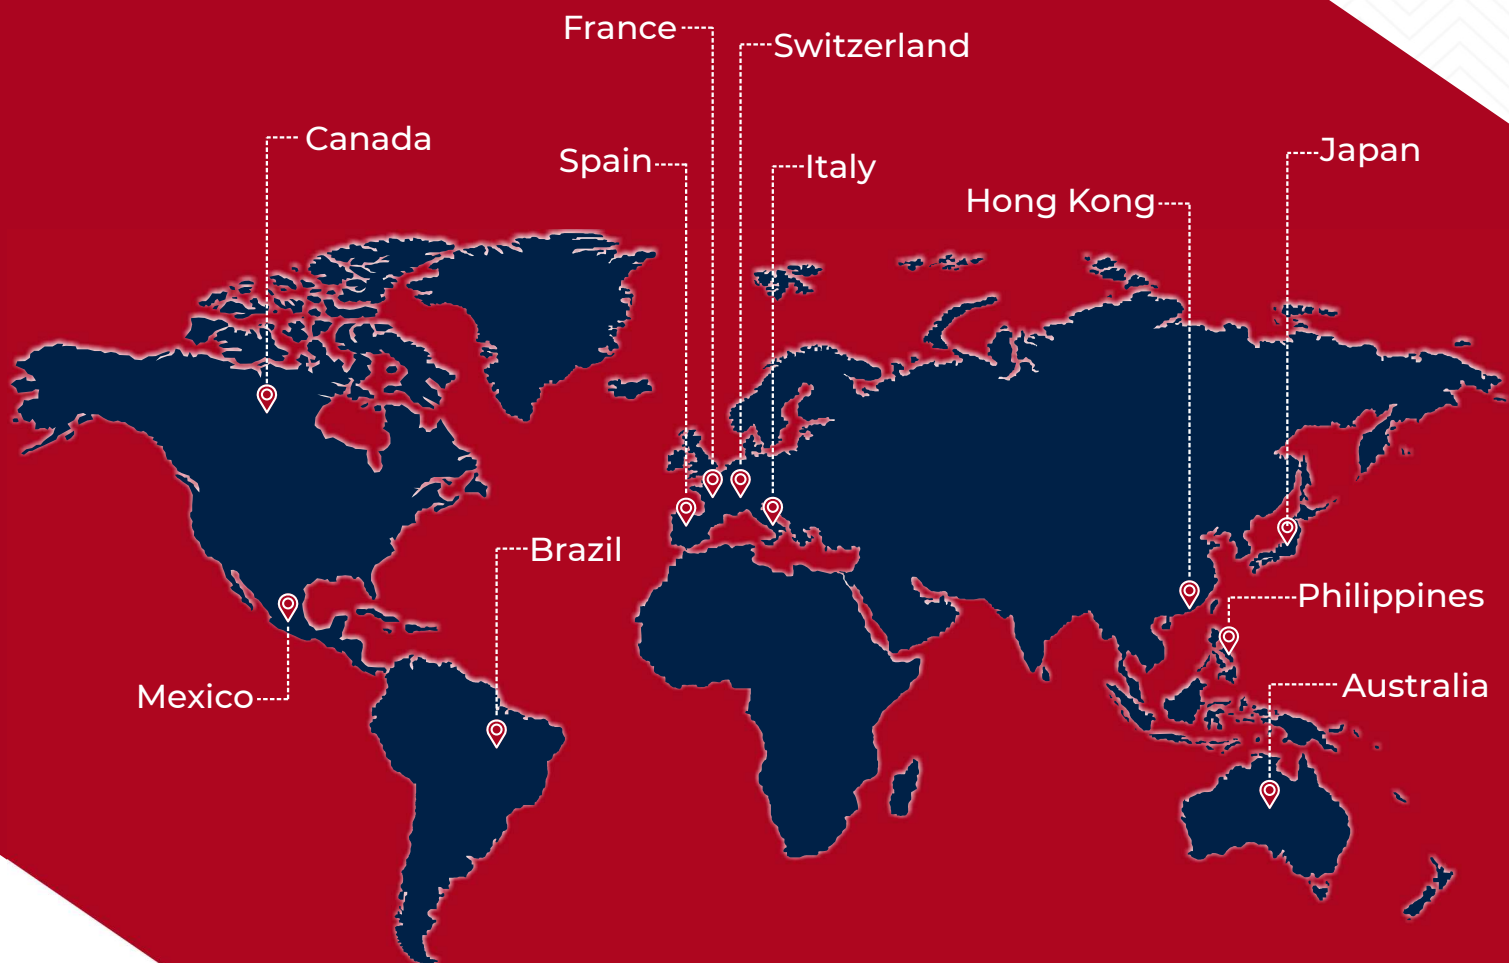 France
Switzerland
Canada
Spain
Italy
Japan
Hong Kong
Brazil
Philippines
Mexico
Australia